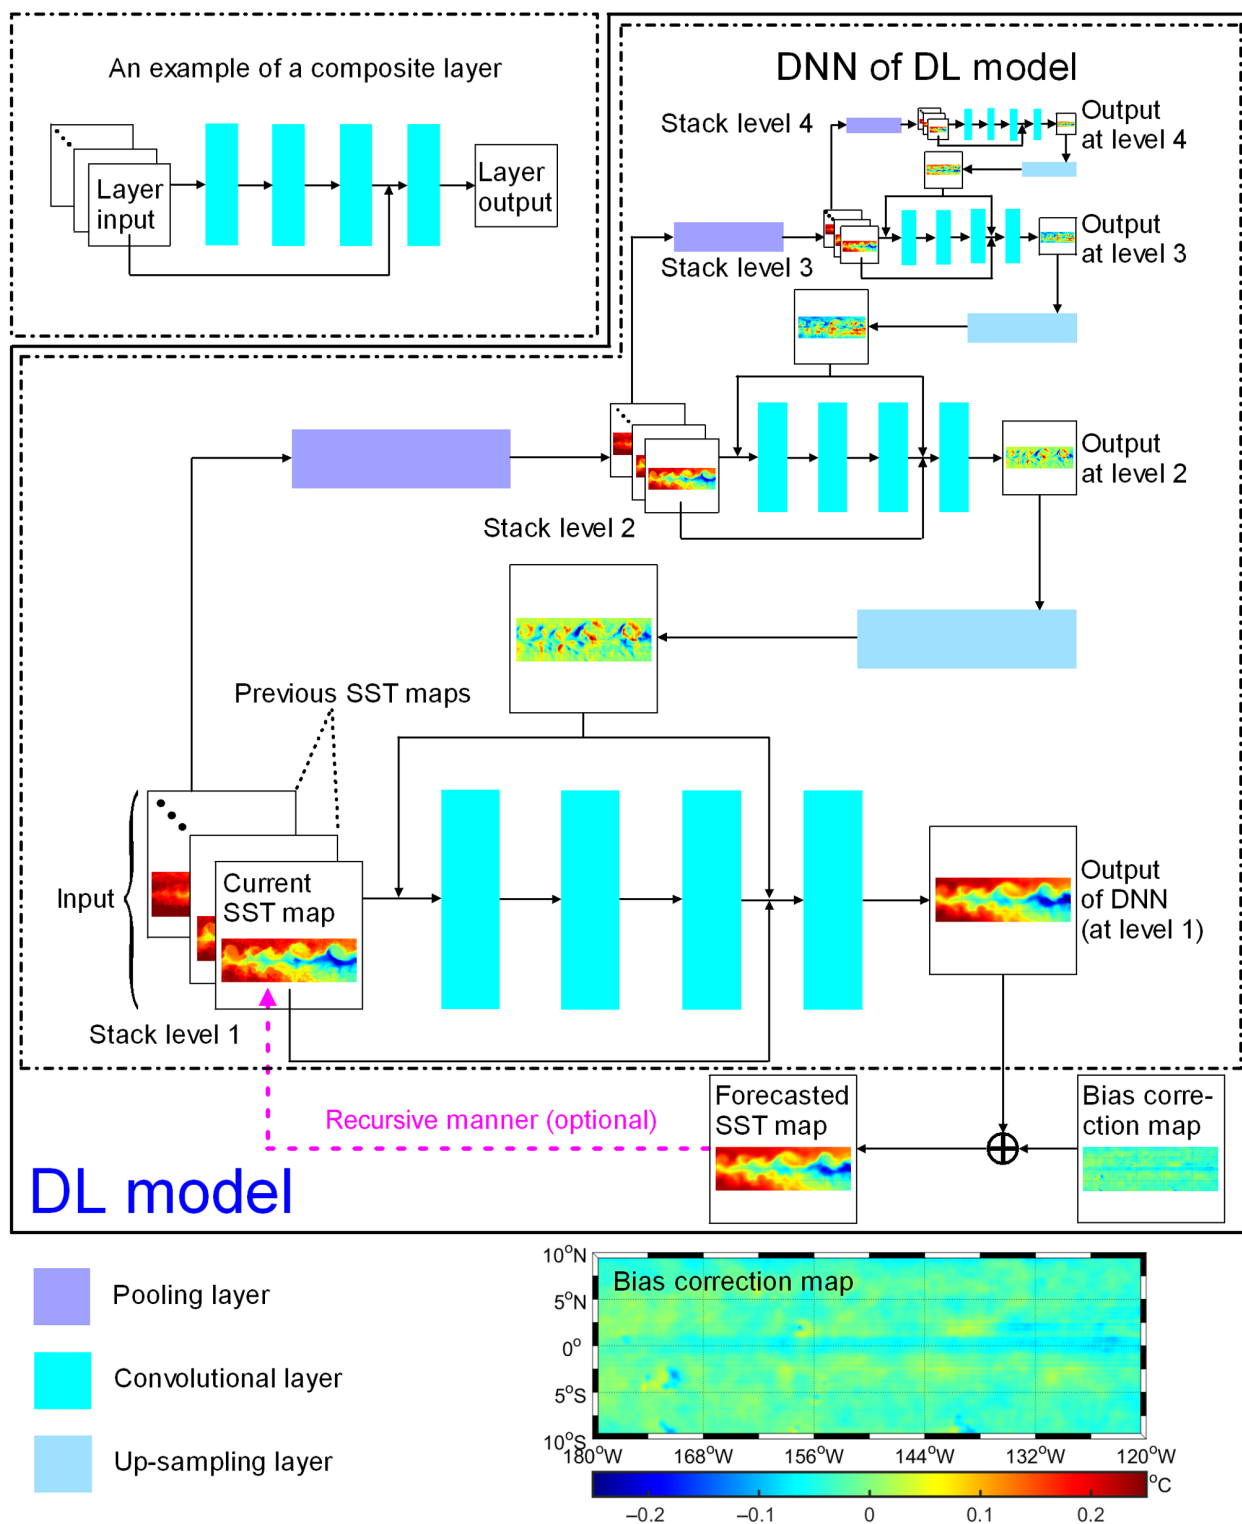 An example of a composite layer
Layer
input
Layer
output
DNN of DL model
Stack level 4
Output
at level 4
Stack level 3
Output
at level 3
Stack level 2
Output
at level 2
Previous SST maps
Input
Current
SST map
Stack level 1
Output
of DNN
(at level 1)
Recursive manner (optional)
Forecasted
SST map
Bias corre-
ction map
DL model
Pooling layer
Convolutional layer
Up-sampling layer
Bias correction map
10°N
5°N
0°
5°S
10°S
180°W 168°W 156°W 144°W 132°W 120°W
°C
–0.2 –0.1 0 0.1 0.2